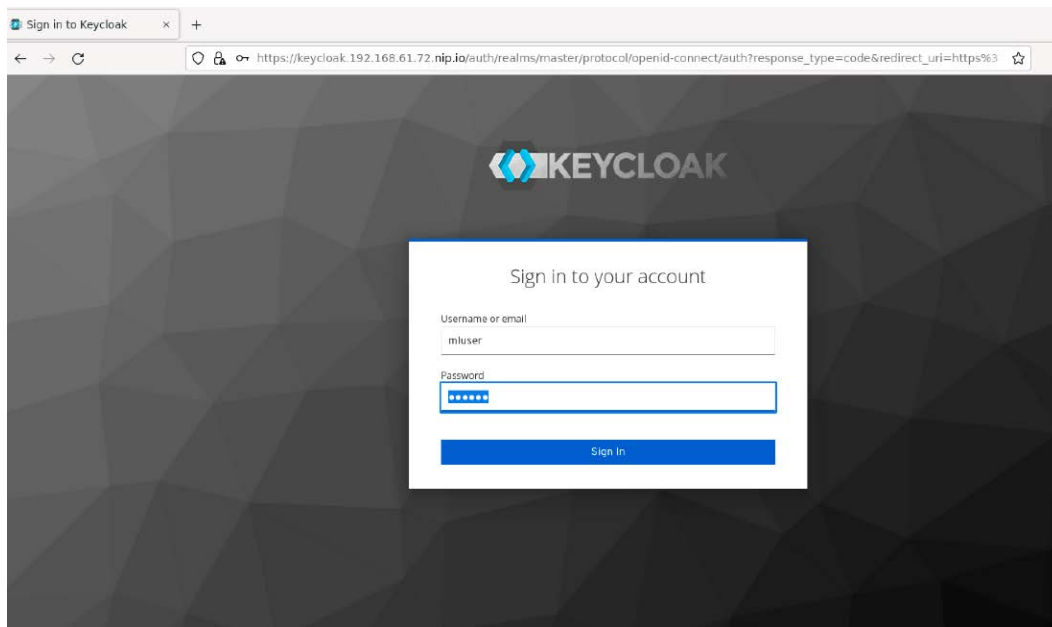 Sign in to Keycloak
https://keycloak.192.168.61.72.nip.io/auth/realms/master/protocol/openid-connect/auth?response_type=code&redirect_uri=https%3
KEYCLOAK
Sign in to your account
Username or email
mluser
Password
••••••
Sign In